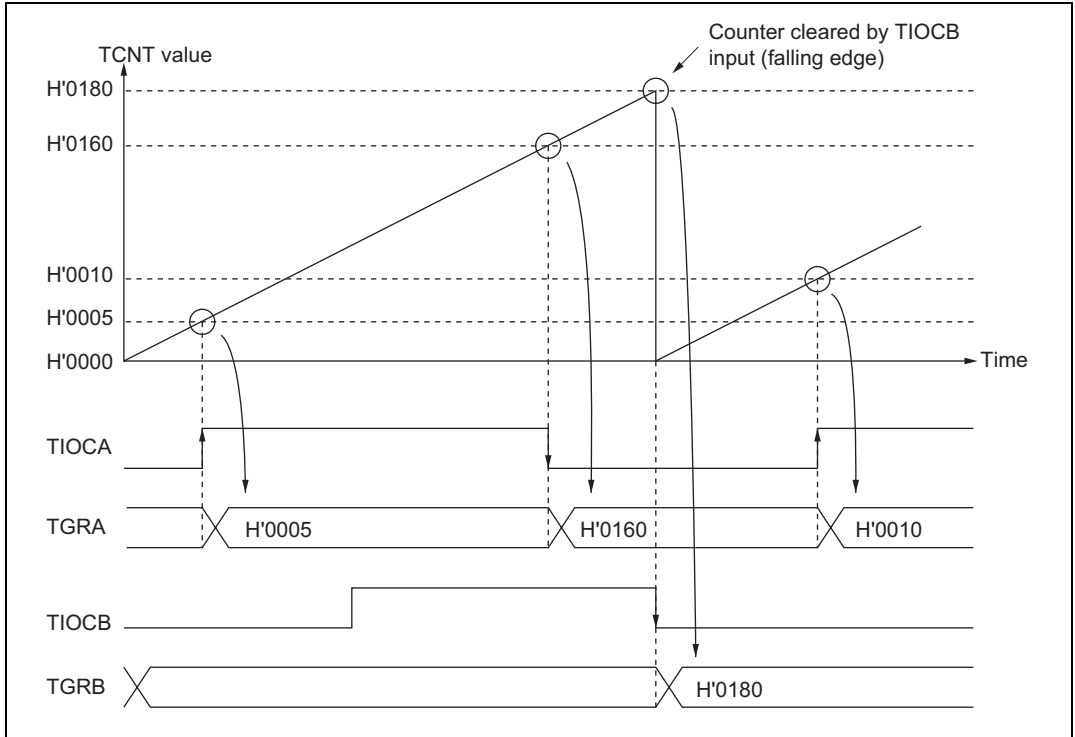 Counter cleared by TIOCB
input (falling edge)
TCNT value
H'0180
H'0160
H'0010
H'0005
H'0000
Time
TIOCA
TGRA
H'0005
H'0160
H'0010
TIOCB
TGRB
H'0180